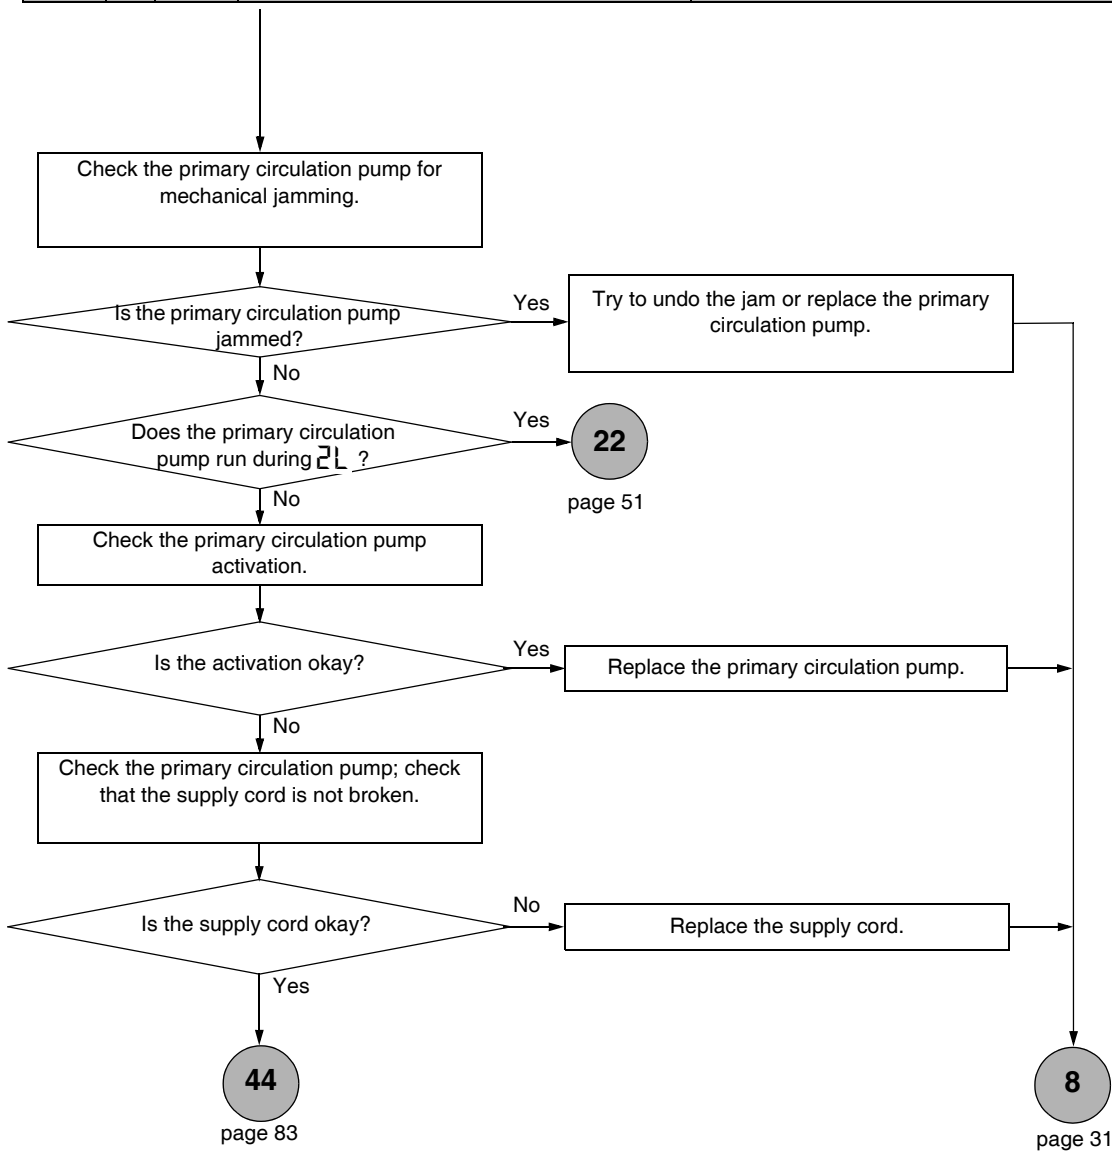 Check the primary circulation pump for
mechanical jamming.
Is the primary circulation pump
jammed?
Yes
Try to undo the jam or replace the primary
circulation pump.
No
Does the primary circulation
pump run during 2L ?
Yes
22
page 51
No
Check the primary circulation pump
activation.
Is the activation okay?
Yes
Replace the primary circulation pump.
No
Check the primary circulation pump; check
that the supply cord is not broken.
Is the supply cord okay?
No
Replace the supply cord.
Yes
44
page 83
8
page 31